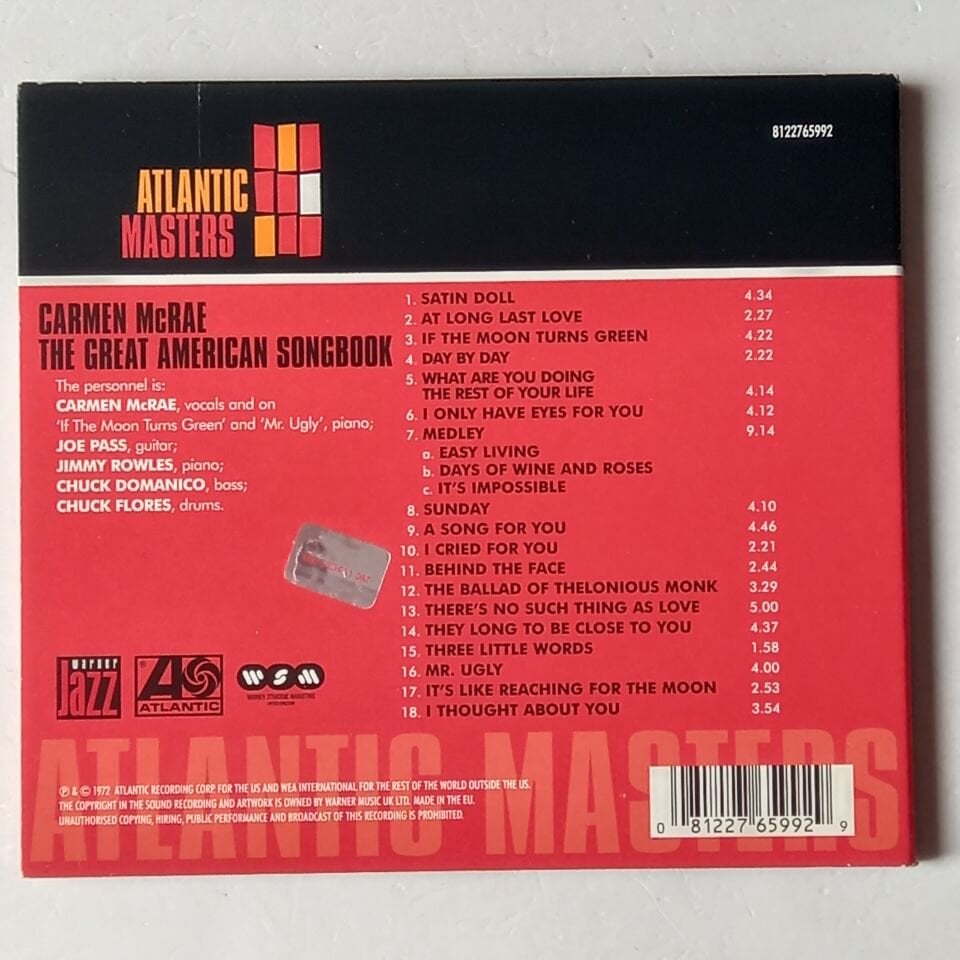 8122765992
ATLANTIC
MASTERS
CARMEN McRAE
THE GREAT AMERICAN SONGBOOK
The personnel is:
CARMEN McRAE, vocals and on
'If The Moon Turns Green' and 'Mr. Ugly', piano;
JOE PASS, guitar;
JIMMY ROWLES, piano;
CHUCK DOMANICO, bass;
CHUCK FLORES, drums.
1. SATIN DOLL 4.34
2. AT LONG LAST LOVE 2.27
3. IF THE MOON TURNS GREEN 4.22
4. DAY BY DAY 2.22
5. WHAT ARE YOU DOING
THE REST OF YOUR LIFE 4.14
6. I ONLY HAVE EYES FOR YOU 4.12
7. MEDLEY 9.14
a. EASY LIVING
b. DAYS OF WINE AND ROSES
c. IT'S IMPOSSIBLE
8. SUNDAY 4.10
9. A SONG FOR YOU 4.46
10. I CRIED FOR YOU 2.21
11. BEHIND THE FACE 2.44
12. THE BALLAD OF THELONIOUS MONK 3.29
13. THERE'S NO SUCH THING AS LOVE 5.00
14. THEY LONG TO BE CLOSE TO YOU 4.37
15. THREE LITTLE WORDS 1.58
16. MR. UGLY 4.00
17. IT'S LIKE REACHING FOR THE MOON 2.53
18. I THOUGHT ABOUT YOU 3.54
warner
Jazz
ATLANTIC
WSM
WARNER STRATEGIC MARKETING
ATLANTIC MASTERS
℗ & © 1972 ATLANTIC RECORDING CORP. FOR THE US AND WEA INTERNATIONAL. FOR THE REST OF THE WORLD OUTSIDE THE US.
THE COPYRIGHT IN THE SOUND RECORDING AND ARTWORK IS OWNED BY WARNER MUSIC UK LTD. MADE IN THE EU.
UNAUTHORISED COPYING, HIRING, PUBLIC PERFORMANCE AND BROADCAST OF THIS RECORDING IS PROHIBITED.
0 81227 65992 9